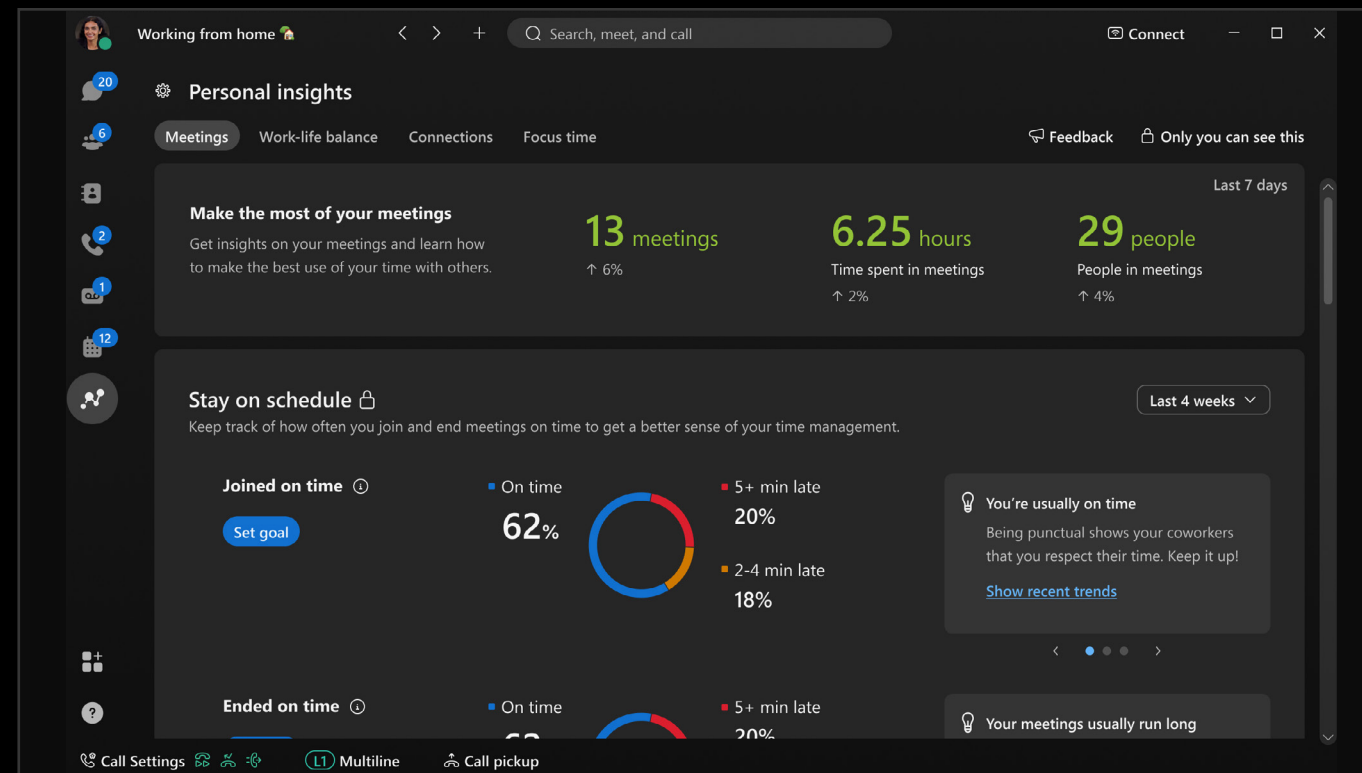 Working from home
Search, meet, and call
Connect
20
Personal insights
6
Meetings
Work-life balance
Connections
Focus time
Feedback
Only you can see this
Last 7 days
Make the most of your meetings
Get insights on your meetings and learn how
to make the best use of your time with others.
13 meetings
↑ 6%
6.25 hours
Time spent in meetings
↑ 2%
29 people
People in meetings
↑ 4%
2
1
12
Stay on schedule
Last 4 weeks
Keep track of how often you join and end meetings on time to get a better sense of your time management.
Joined on time
Set goal
On time
62%
5+ min late
20%
2-4 min late
18%
You're usually on time
Being punctual shows your coworkers
that you respect their time. Keep it up!
Show recent trends
Ended on time
On time
5+ min late
20%
Your meetings usually run long
?
Call Settings
L1 Multiline
Call pickup